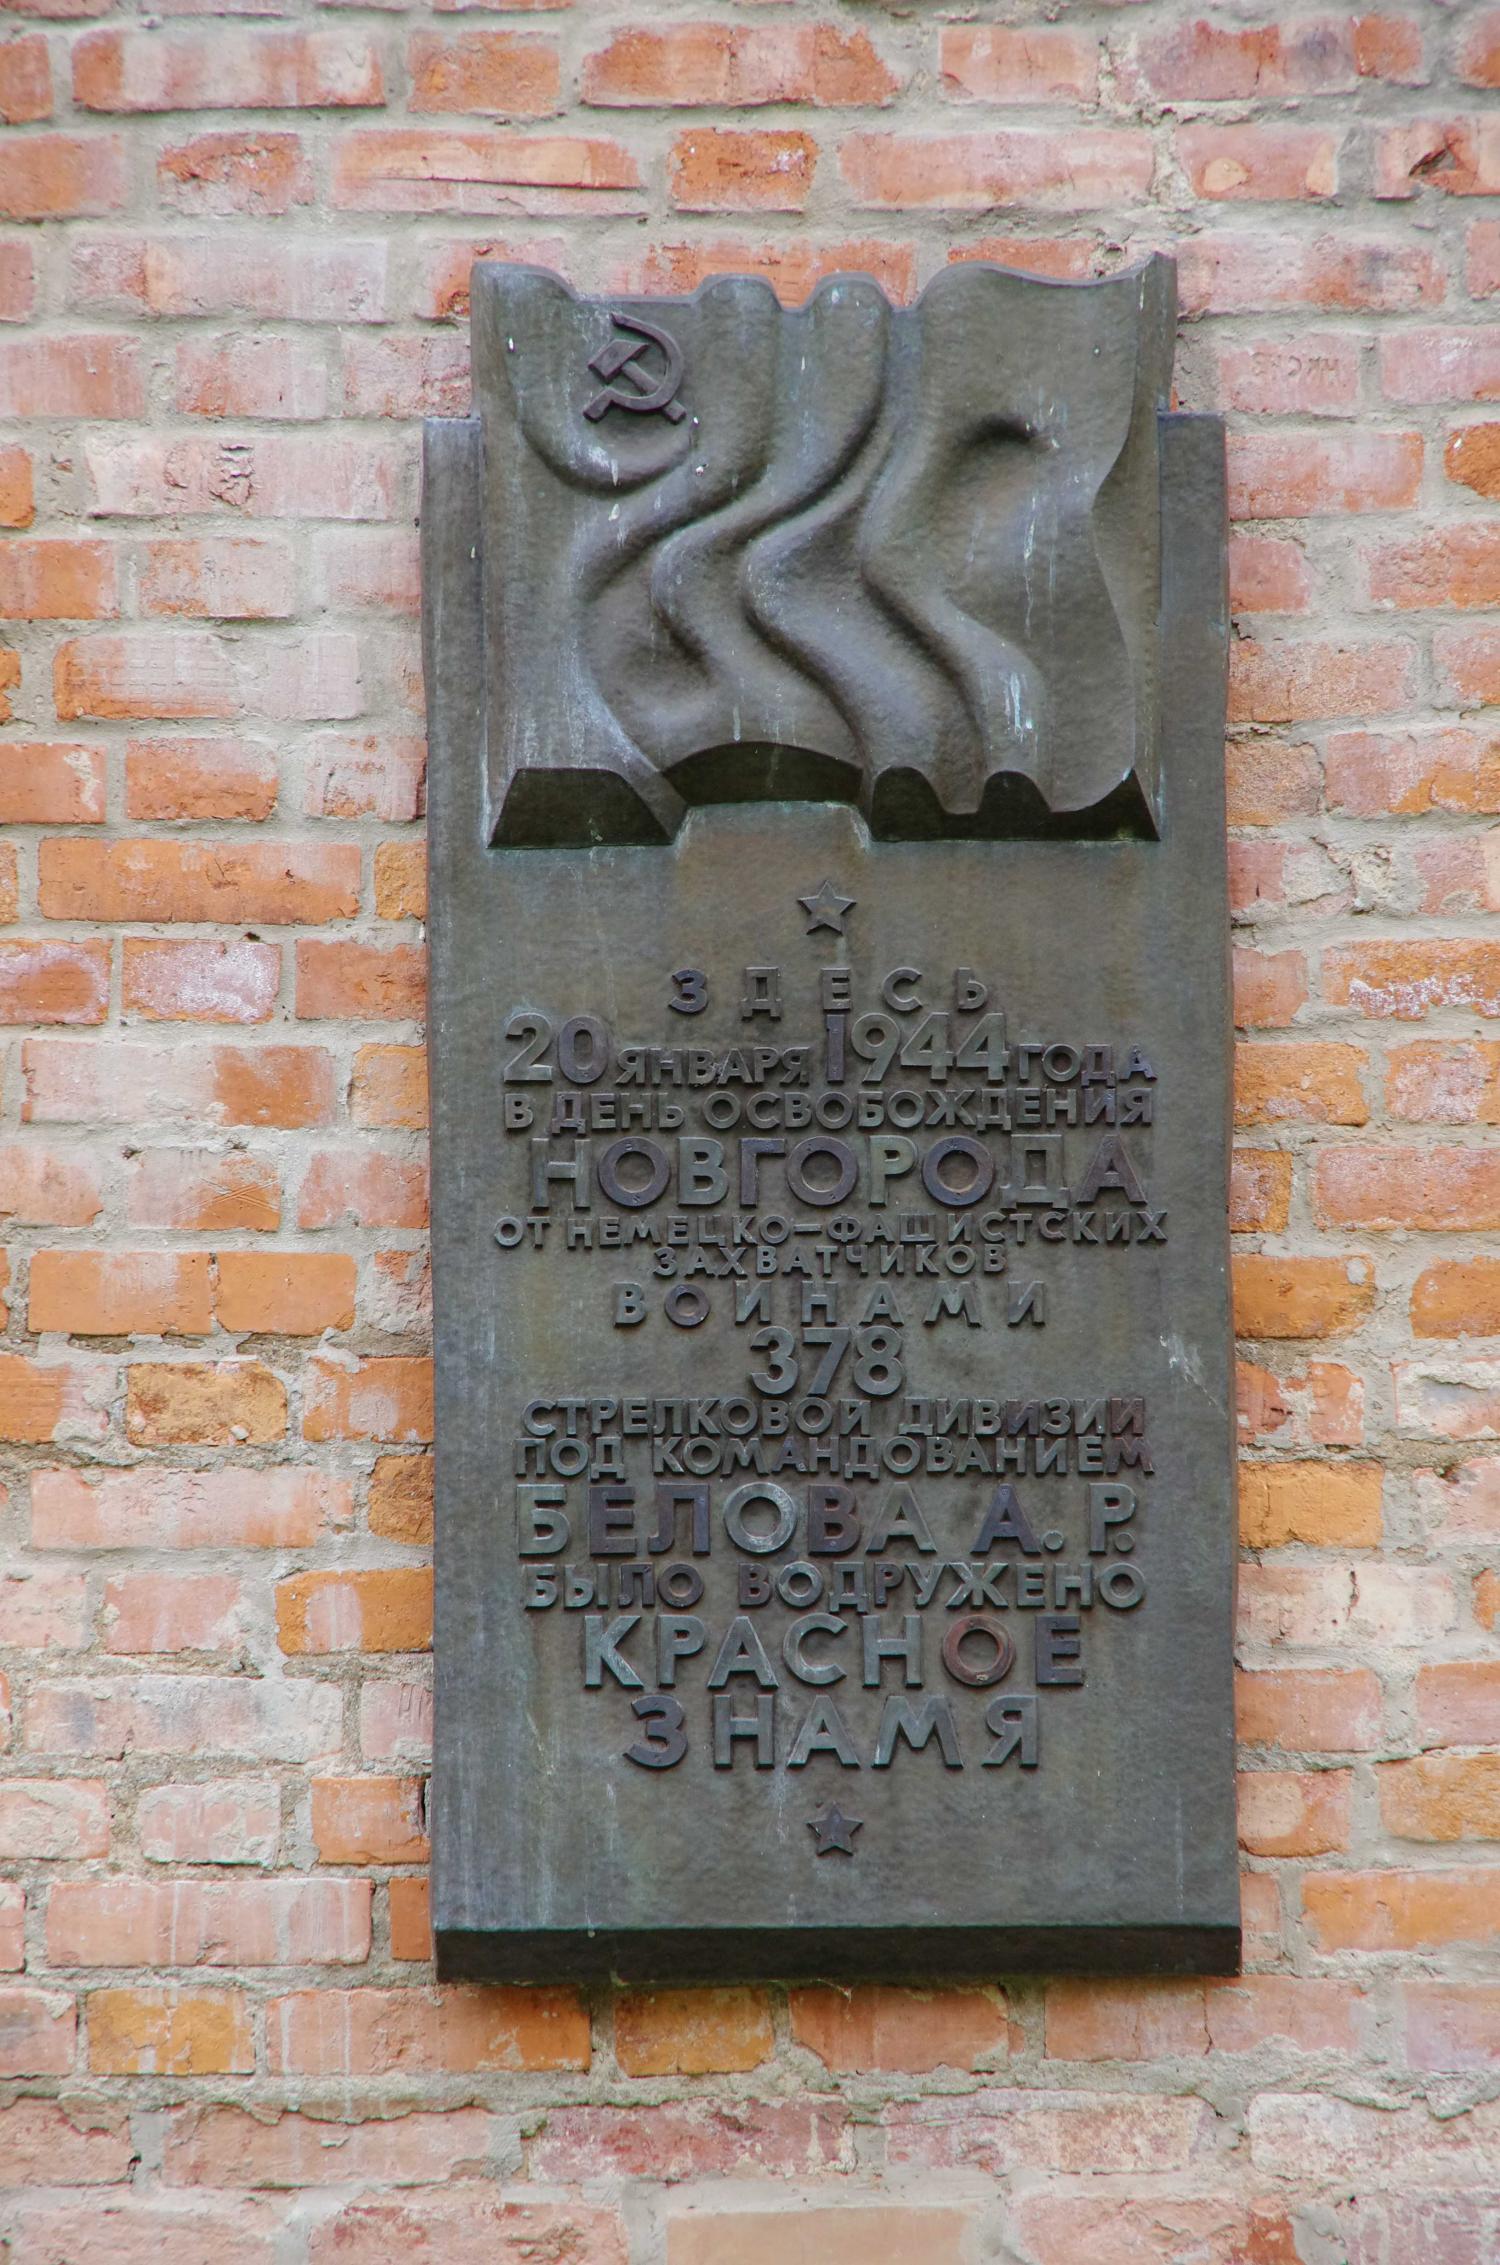 ЗДЕСЬ
20 ЯНВАРЯ 1944 ГОДА
В ДЕНЬ ОСВОБОЖДЕНИЯ
НОВГОРОДА
ОТ НЕМЕЦКО-ФАШИСТСКИХ
ЗАХВАТЧИКОВ
ВОИНАМИ
378
СТРЕЛКОВОЙ ДИВИЗИИ
ПОД КОМАНДОВАНИЕМ
БЕЛОВА А. Р.
БЫЛО ВОДРУЖЕНО
КРАСНОЕ
ЗНАМЯ